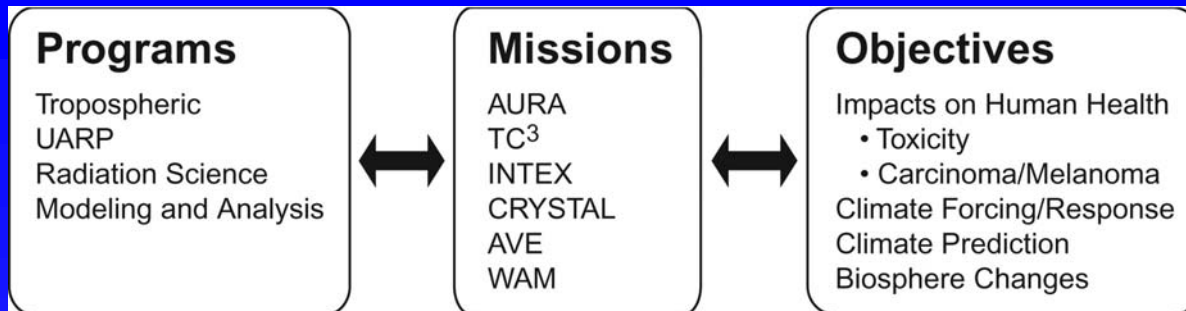 Programs
Tropospheric
UARP
Radiation Science
Modeling and Analysis
Missions
AURA
TC³
INTEX
CRYSTAL
AVE
WAM
Objectives
Impacts on Human Health
• Toxicity
• Carcinoma/Melanoma
Climate Forcing/Response
Climate Prediction
Biosphere Changes